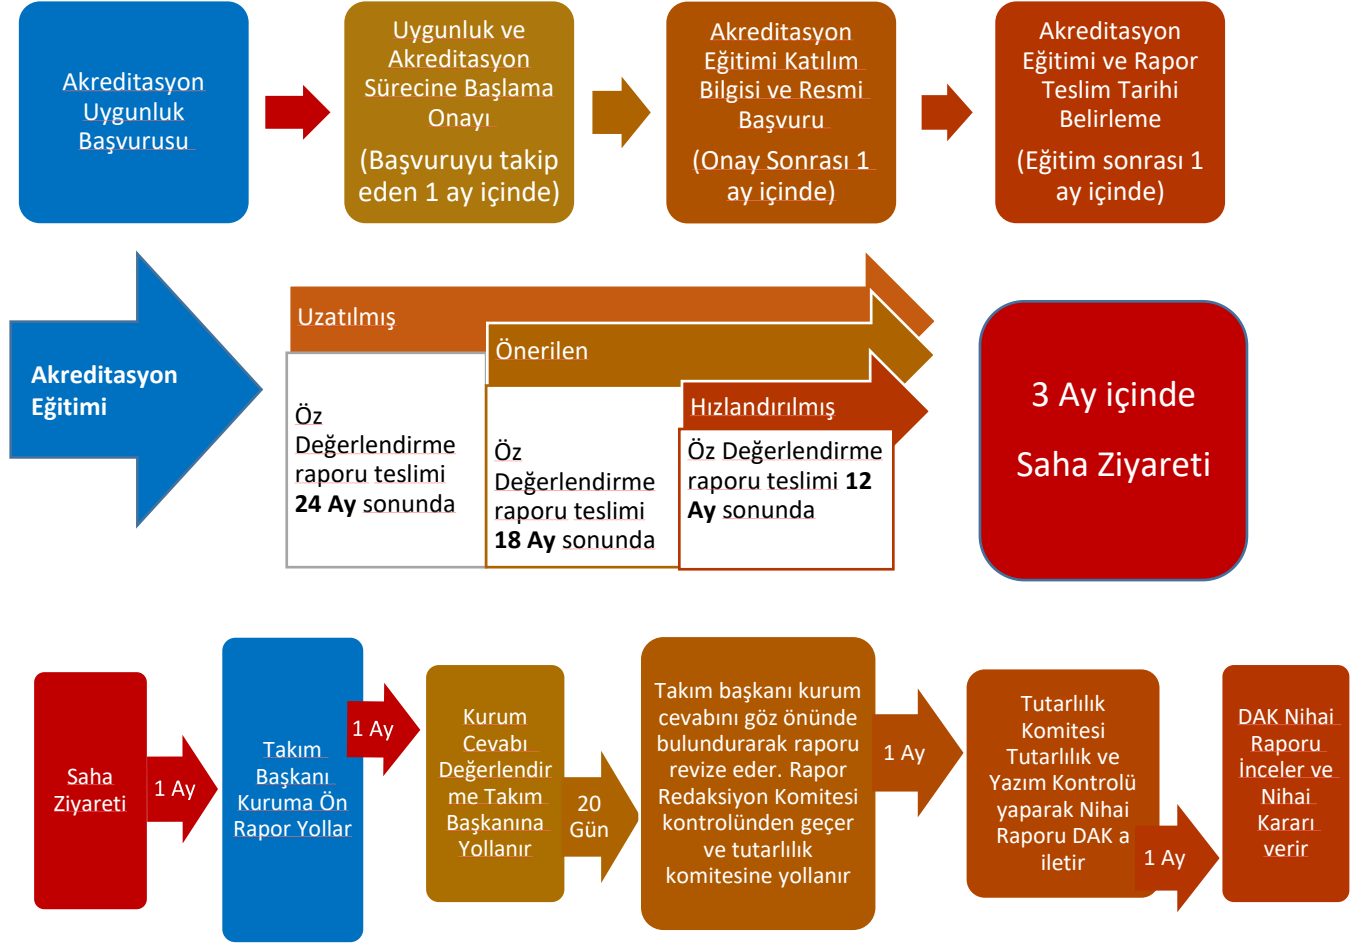 Akreditasyon
Uygunluk
Başvurusu
Uygunluk ve
Akreditasyon
Sürecine Başlama
Onayı
(Başvuruyu takip
eden 1 ay içinde)
Akreditasyon
Eğitimi Katılım
Bilgisi ve Resmi
Başvuru
(Onay Sonrası 1
ay içinde)
Akreditasyon
Eğitimi ve Rapor
Teslim Tarihi
Belirleme
(Eğitim sonrası 1
ay içinde)
Akreditasyon
Eğitimi
Uzatılmış
Öz
Değerlendirme
raporu teslimi
24 Ay sonunda
Önerilen
Öz
Değerlendirme
raporu teslimi
18 Ay sonunda
Hızlandırılmış
Öz Değerlendirme
raporu teslimi 12
Ay sonunda
3 Ay içinde
Saha Ziyareti
Saha
Ziyareti
1 Ay
Takım
Başkanı
Kuruma Ön
Rapor Yollar
1 Ay
Kurum
Cevabı
Değerlendir
me Takım
Başkanına
Yollanır
20
Gün
Takım başkanı kurum
cevabını göz önünde
bulundurarak raporu
revize eder. Rapor
Redaksiyon Komitesi
kontrolünden geçer
ve tutarlılık
komitesine yollanır
1 Ay
Tutarlılık
Komitesi
Tutarlılık ve
Yazım Kontrolü
yaparak Nihai
Raporu DAK a
iletir
1 Ay
DAK Nihai
Raporu
İnceler ve
Nihai
Kararı
verir